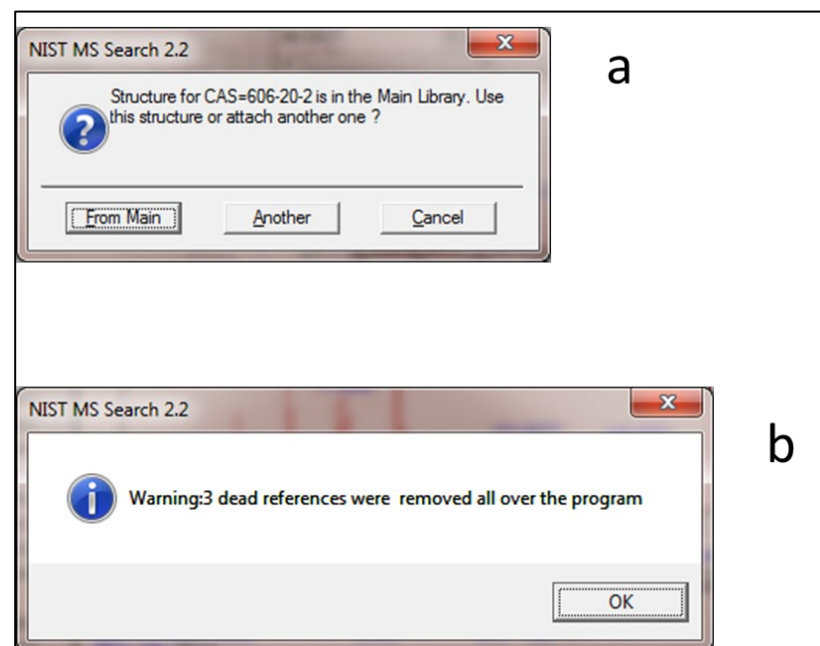 NIST MS Search 2.2
a
Structure for CAS=606-20-2 is in the Main Library. Use
this structure or attach another one ?
From Main
Another
Cancel
NIST MS Search 2.2
b
Warning:3 dead references were removed all over the program
OK